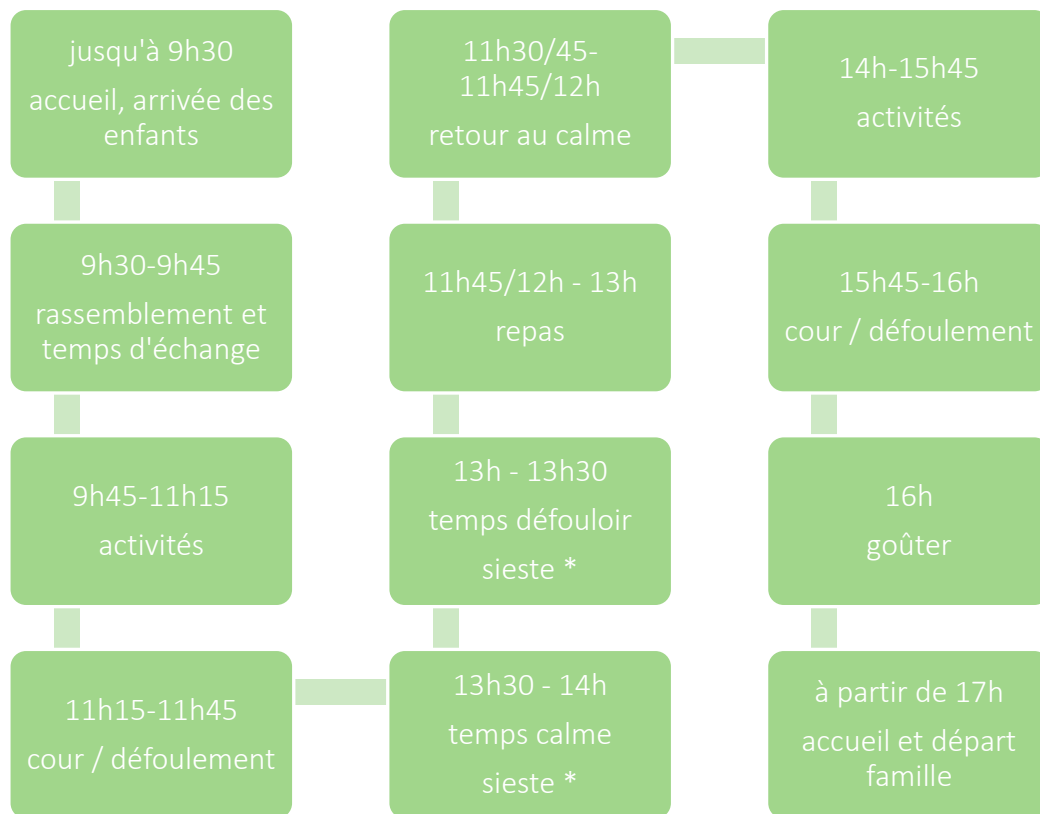 jusqu'à 9h30
accueil, arrivée des
enfants
9h30-9h45
rassemblement et
temps d'échange
9h45-11h15
activités
11h15-11h45
cour / défoulement
11h30/45-
11h45/12h
retour au calme
11h45/12h - 13h
repas
13h - 13h30
temps défouloir
sieste *
13h30 - 14h
temps calme
sieste *
14h-15h45
activités
15h45-16h
cour / défoulement
16h
goûter
à partir de 17h
accueil et départ
famille